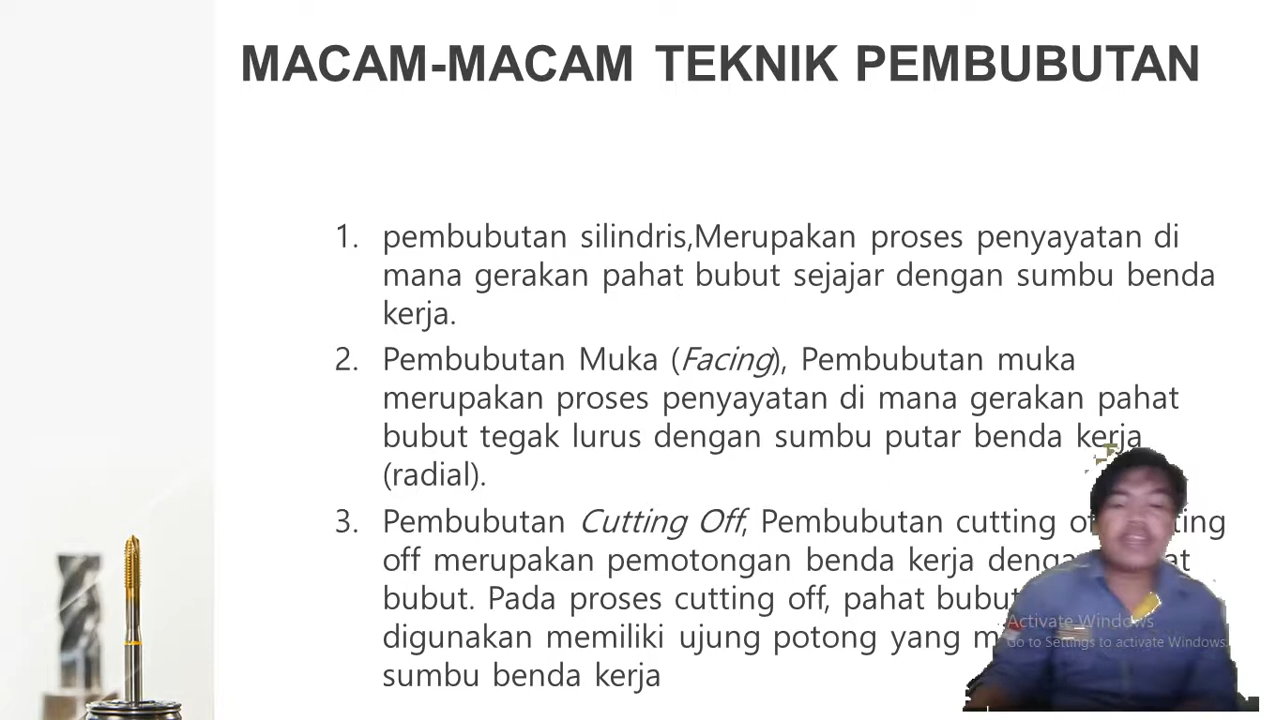 MACAM-MACAM TEKNIK PEMBUBUTAN
1. pembubutan silindris,Merupakan proses penyayatan di
mana gerakan pahat bubut sejajar dengan sumbu benda
kerja.
2. Pembubutan Muka (Facing), Pembubutan muka
merupakan proses penyayatan di mana gerakan pahat
bubut tegak lurus dengan sumbu putar benda kerja
(radial).
3. Pembubutan Cutting Off, Pembubutan cutting
off merupakan pemotongan benda kerja
bubut. Pada proses cutting off, pahat bubut
digunakan memiliki ujung potong yang
sumbu benda kerja
Activate Windows
Go to Settings to activate Windows.